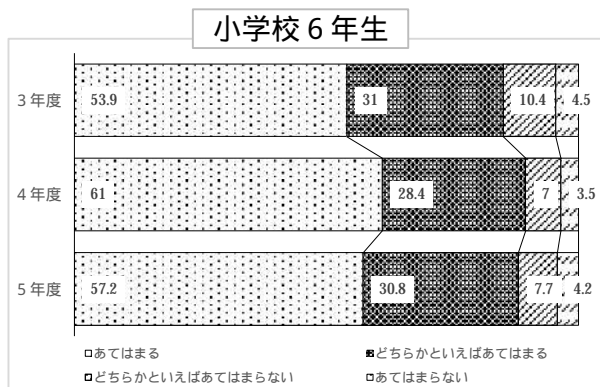 小学校６年生
3 年度 53.9 31 10.4 4.5
4 年度 61 28.4 7 3.5
5 年度 57.2 30.8 7.7 4.2
あてはまる どちらかといえばあてはまる
どちらかといえばあてはまらない あてはまらない